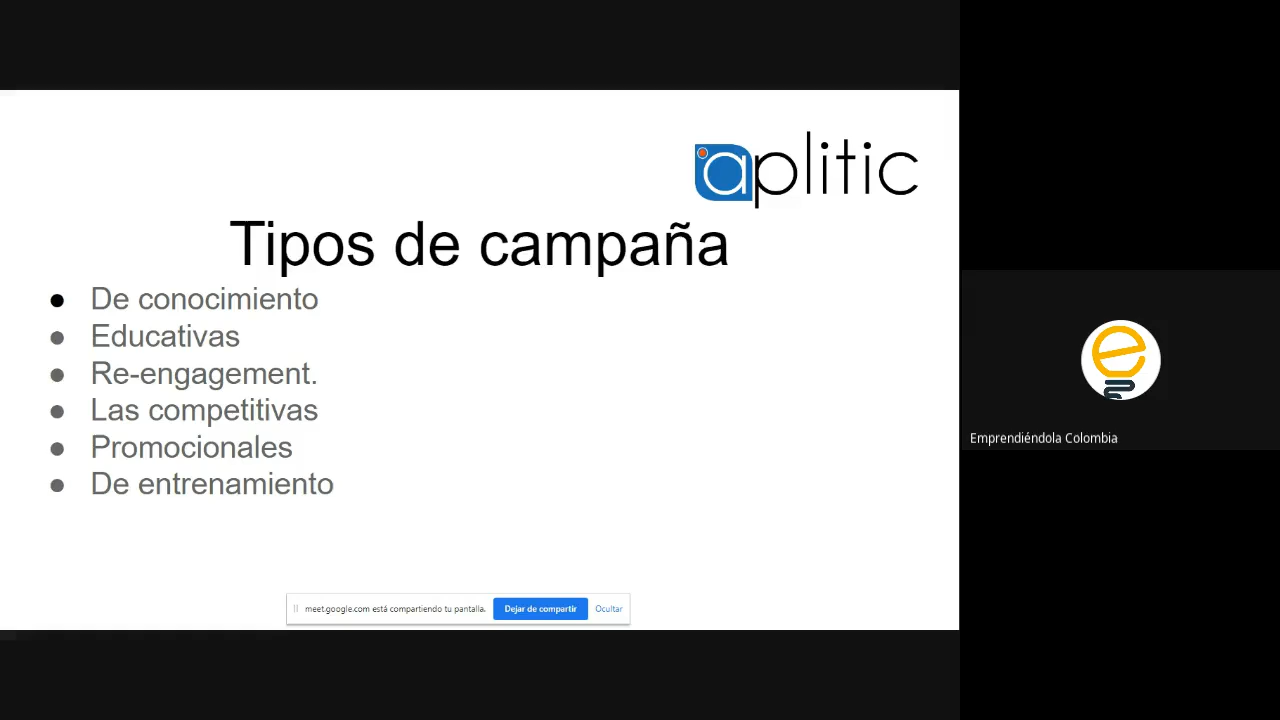 aplitic
Tipos de campaña
● De conocimiento
● Educativas
● Re-engagement.
● Las competitivas
● Promocionales
● De entrenamiento
Emprendiéndola Colombia
meet.google.com está compartiendo tu pantalla. Dejar de compartir Ocultar